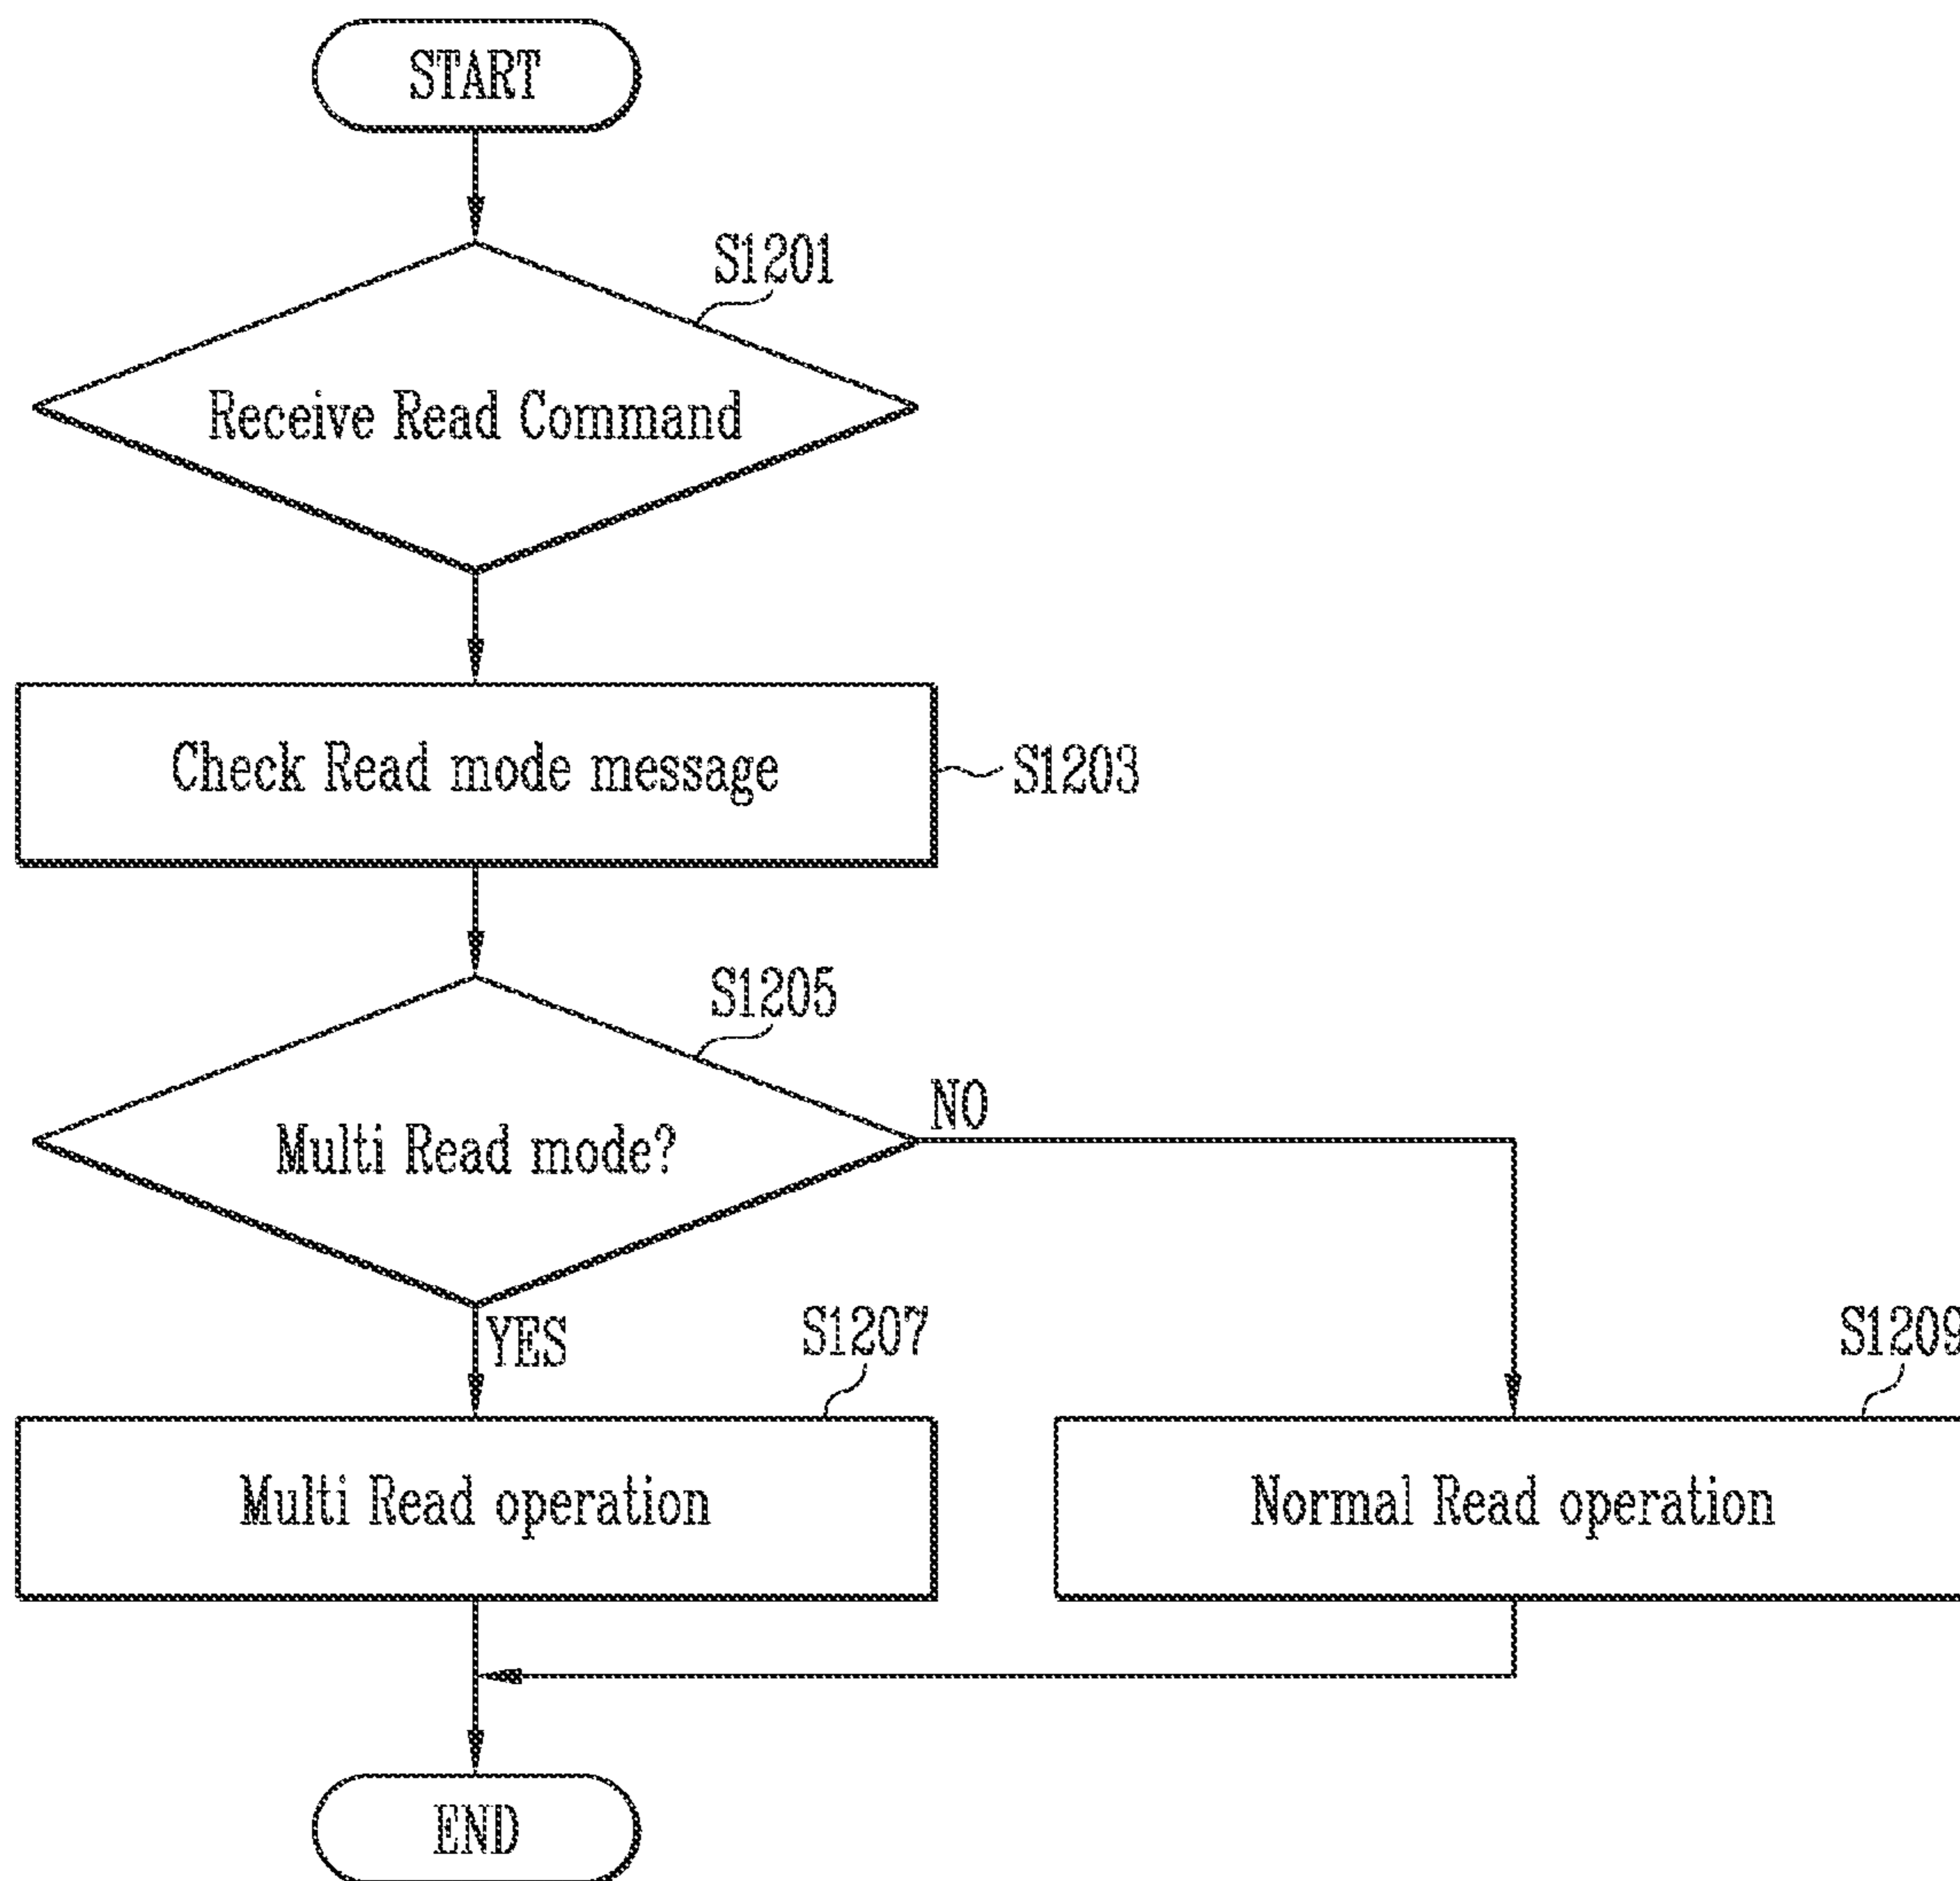 START
S1201
Receive Read Command
Check Read mode message
S1203
S1205
Multi Read mode?
NO
YES
S1207
S1209
Multi Read operation
Normal Read operation
END